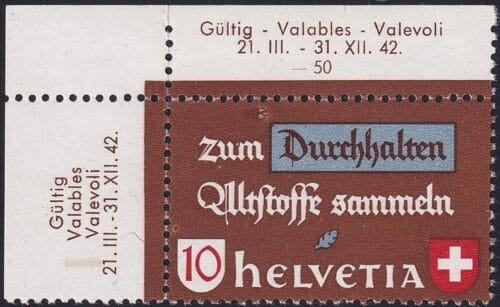 Gültig - Valables - Valevoli
21. III. - 31. XII. 42.
— 50
Gültig
Valables
Valevoli
21. III. - 31. XII. 42.
zum Durchhalten
Altstoffe sammeln
10 HELVETIA